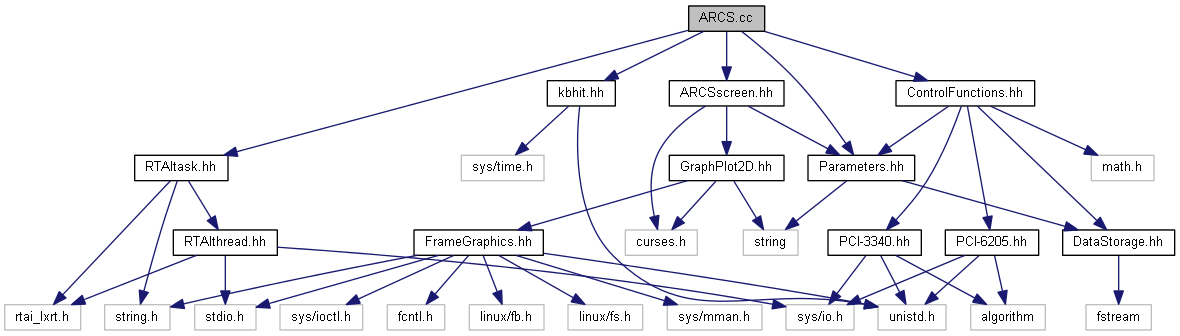 ARCS.cc
kbhit.hh
ARCSscreen.hh
ControlFunctions.hh
RTAItask.hh
sys/time.h
GraphPlot2D.hh
Parameters.hh
math.h
RTAIthread.hh
FrameGraphics.hh
curses.h
string
PCI-3340.hh
PCI-6205.hh
DataStorage.hh
rtai_lxrt.h
string.h
stdio.h
sys/ioctl.h
fcntl.h
linux/fb.h
linux/fs.h
sys/mman.h
sys/io.h
unistd.h
algorithm
fstream